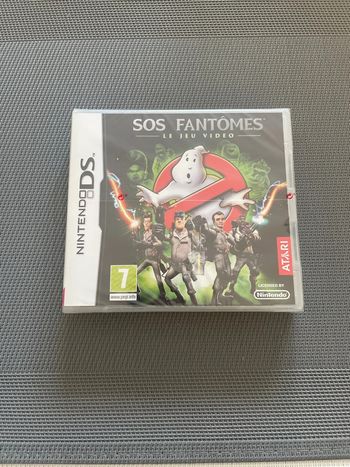 SOS FANTÔMES
LE JEU VIDEO
NINTENDO DS
7
www.pegi.info
ATARI
LICENSED BY
Nintendo